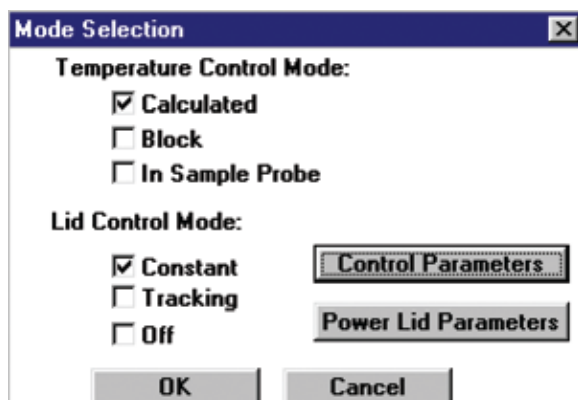 Mode Selection
Temperature Control Mode:
Calculated
Block
In Sample Probe
Lid Control Mode:
Constant
Control Parameters
Tracking
Power Lid Parameters
Off
OK
Cancel